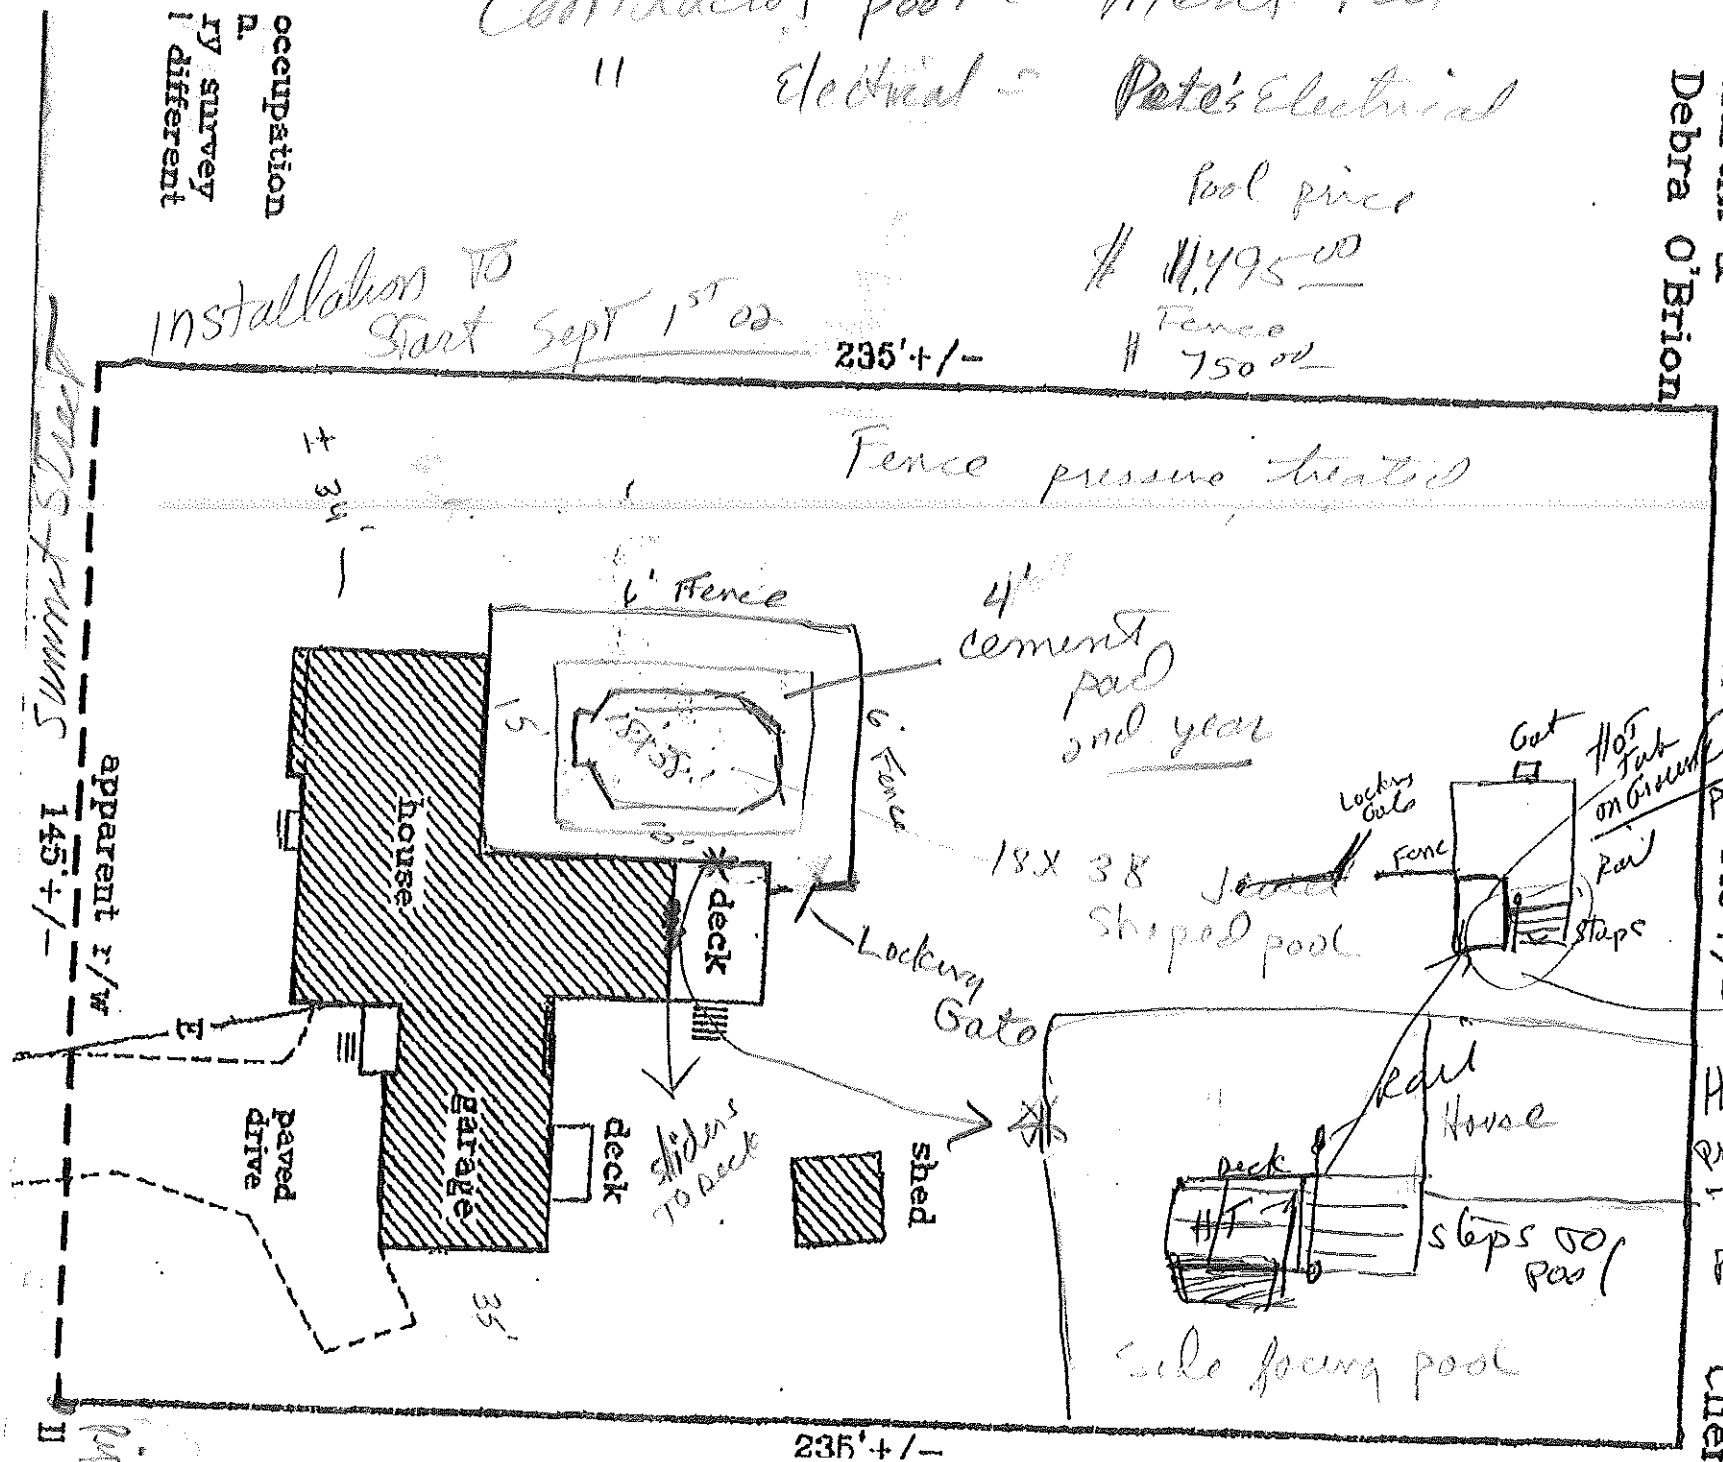 Contractor pool -
" Electrical - Pete's Electrical
Pool price
$ 11,495.00
Fence
$ 750.00
Installation To
Start Sept 1ST 02
occupation
ry survey
different
Debra O'Brion
235'+/-
Fence pressure treated
± 34'
6' Fence
4'
cement
pad
2nd year
6' Fence
15'
10'
18 X 38
Shaped pool
Locking
Gate
house
deck
sliders
TO Deck
garage
deck
shed
paved
drive
35'
E
apparent r/w
145'+/-
Summit Street
HOT
Tub
on Ground
Locking
Gate
Fenc
Rail
steps
Rail
House
Deck
HT
steps TO
pool
Side facing pool
235'+/-